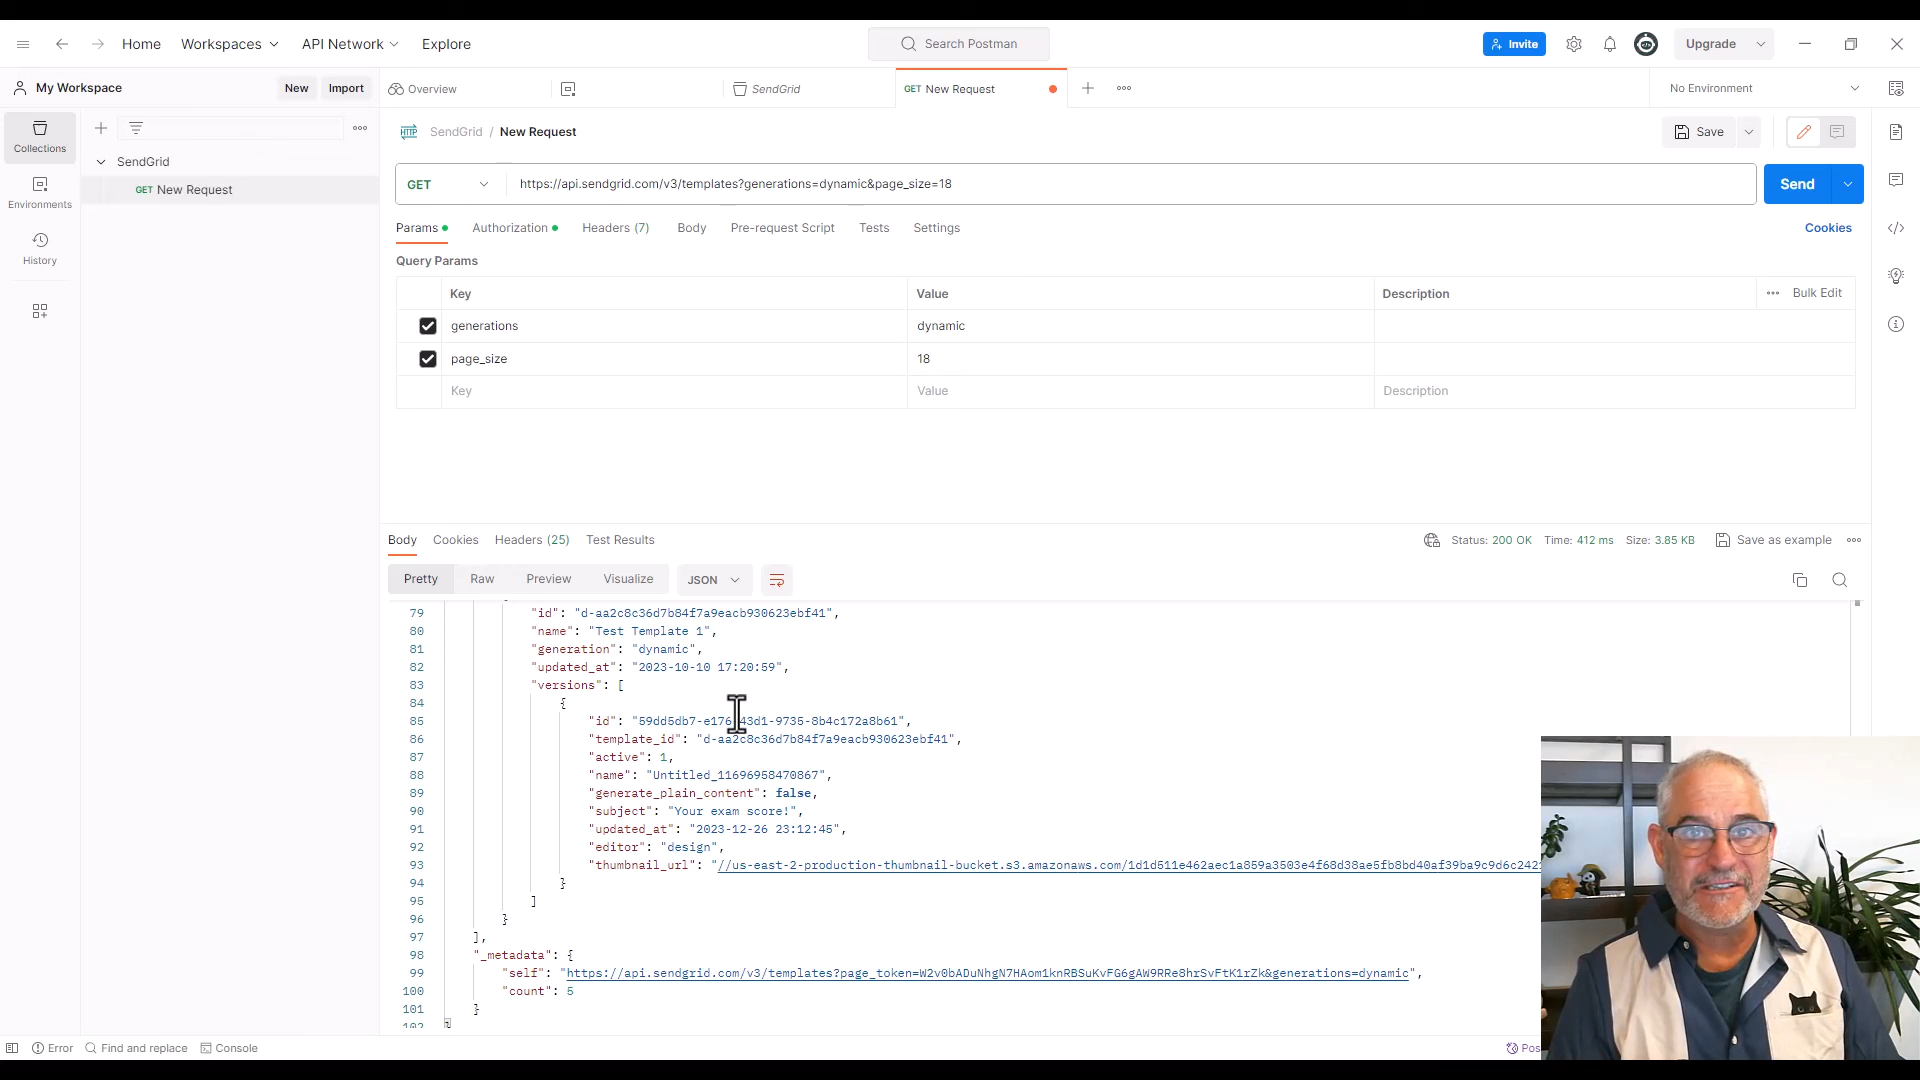 Home Workspaces API Network Explore Search Postman Invite Upgrade
My Workspace New Import Overview SendGrid GET New Request No Environment
Collections
SendGrid / New Request Save
SendGrid
GET New Request
GET https://api.sendgrid.com/v3/templates?generations=dynamic&page_size=18 Send
Environments
Params Authorization Headers (7) Body Pre-request Script Tests Settings Cookies
History
Query Params
Key Value Description Bulk Edit
generations dynamic
page_size 18
Key Value Description
Body Cookies Headers (25) Test Results Status: 200 OK Time: 412 ms Size: 3.85 KB Save as example
Pretty Raw Preview Visualize JSON
79 "id": "d-aa2c8c36d7b84f7a9eacb930623ebf41",
80 "name": "Test Template 1",
81 "generation": "dynamic",
82 "updated_at": "2023-10-10 17:20:59",
83 "versions": [
84 {
85 "id": "59dd5db7-e176-43d1-9735-8b4c172a8b61",
86 "template_id": "d-aa2c8c36d7b84f7a9eacb930623ebf41",
87 "active": 1,
88 "name": "Untitled_11696958470867",
89 "generate_plain_content": false,
90 "subject": "Your exam score!",
91 "updated_at": "2023-12-26 23:12:45",
92 "editor": "design",
93 "thumbnail_url": "//us-east-2-production-thumbnail-bucket.s3.amazonaws.com/1d1d511e462aec1a859a3503e4f68d38ae5fb8bd40af39ba9c9d6c242
94 }
95 ]
96 }
97 ],
98 "_metadata": {
99 "self": "https://api.sendgrid.com/v3/templates?page_token=W2v0bADuNhgN7HAom1knRBSuKvFG6gAW9RRe8hrSvFtK1rZk&generations=dynamic",
100 "count": 5
101 }
102 }
Error Find and replace Console Pos